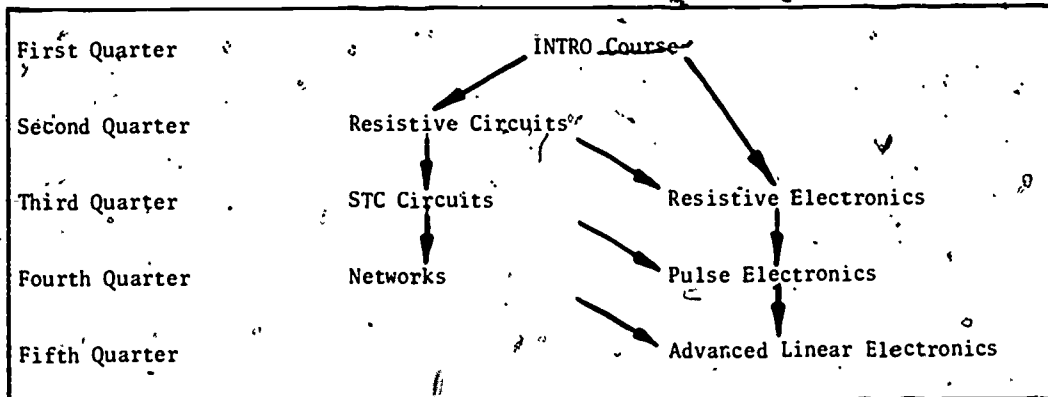 First Quarter INTRO Course
Second Quarter Resistive Circuits
Third Quarter STC Circuits Resistive Electronics
Fourth Quarter Networks Pulse Electronics
Fifth Quarter Advanced Linear Electronics